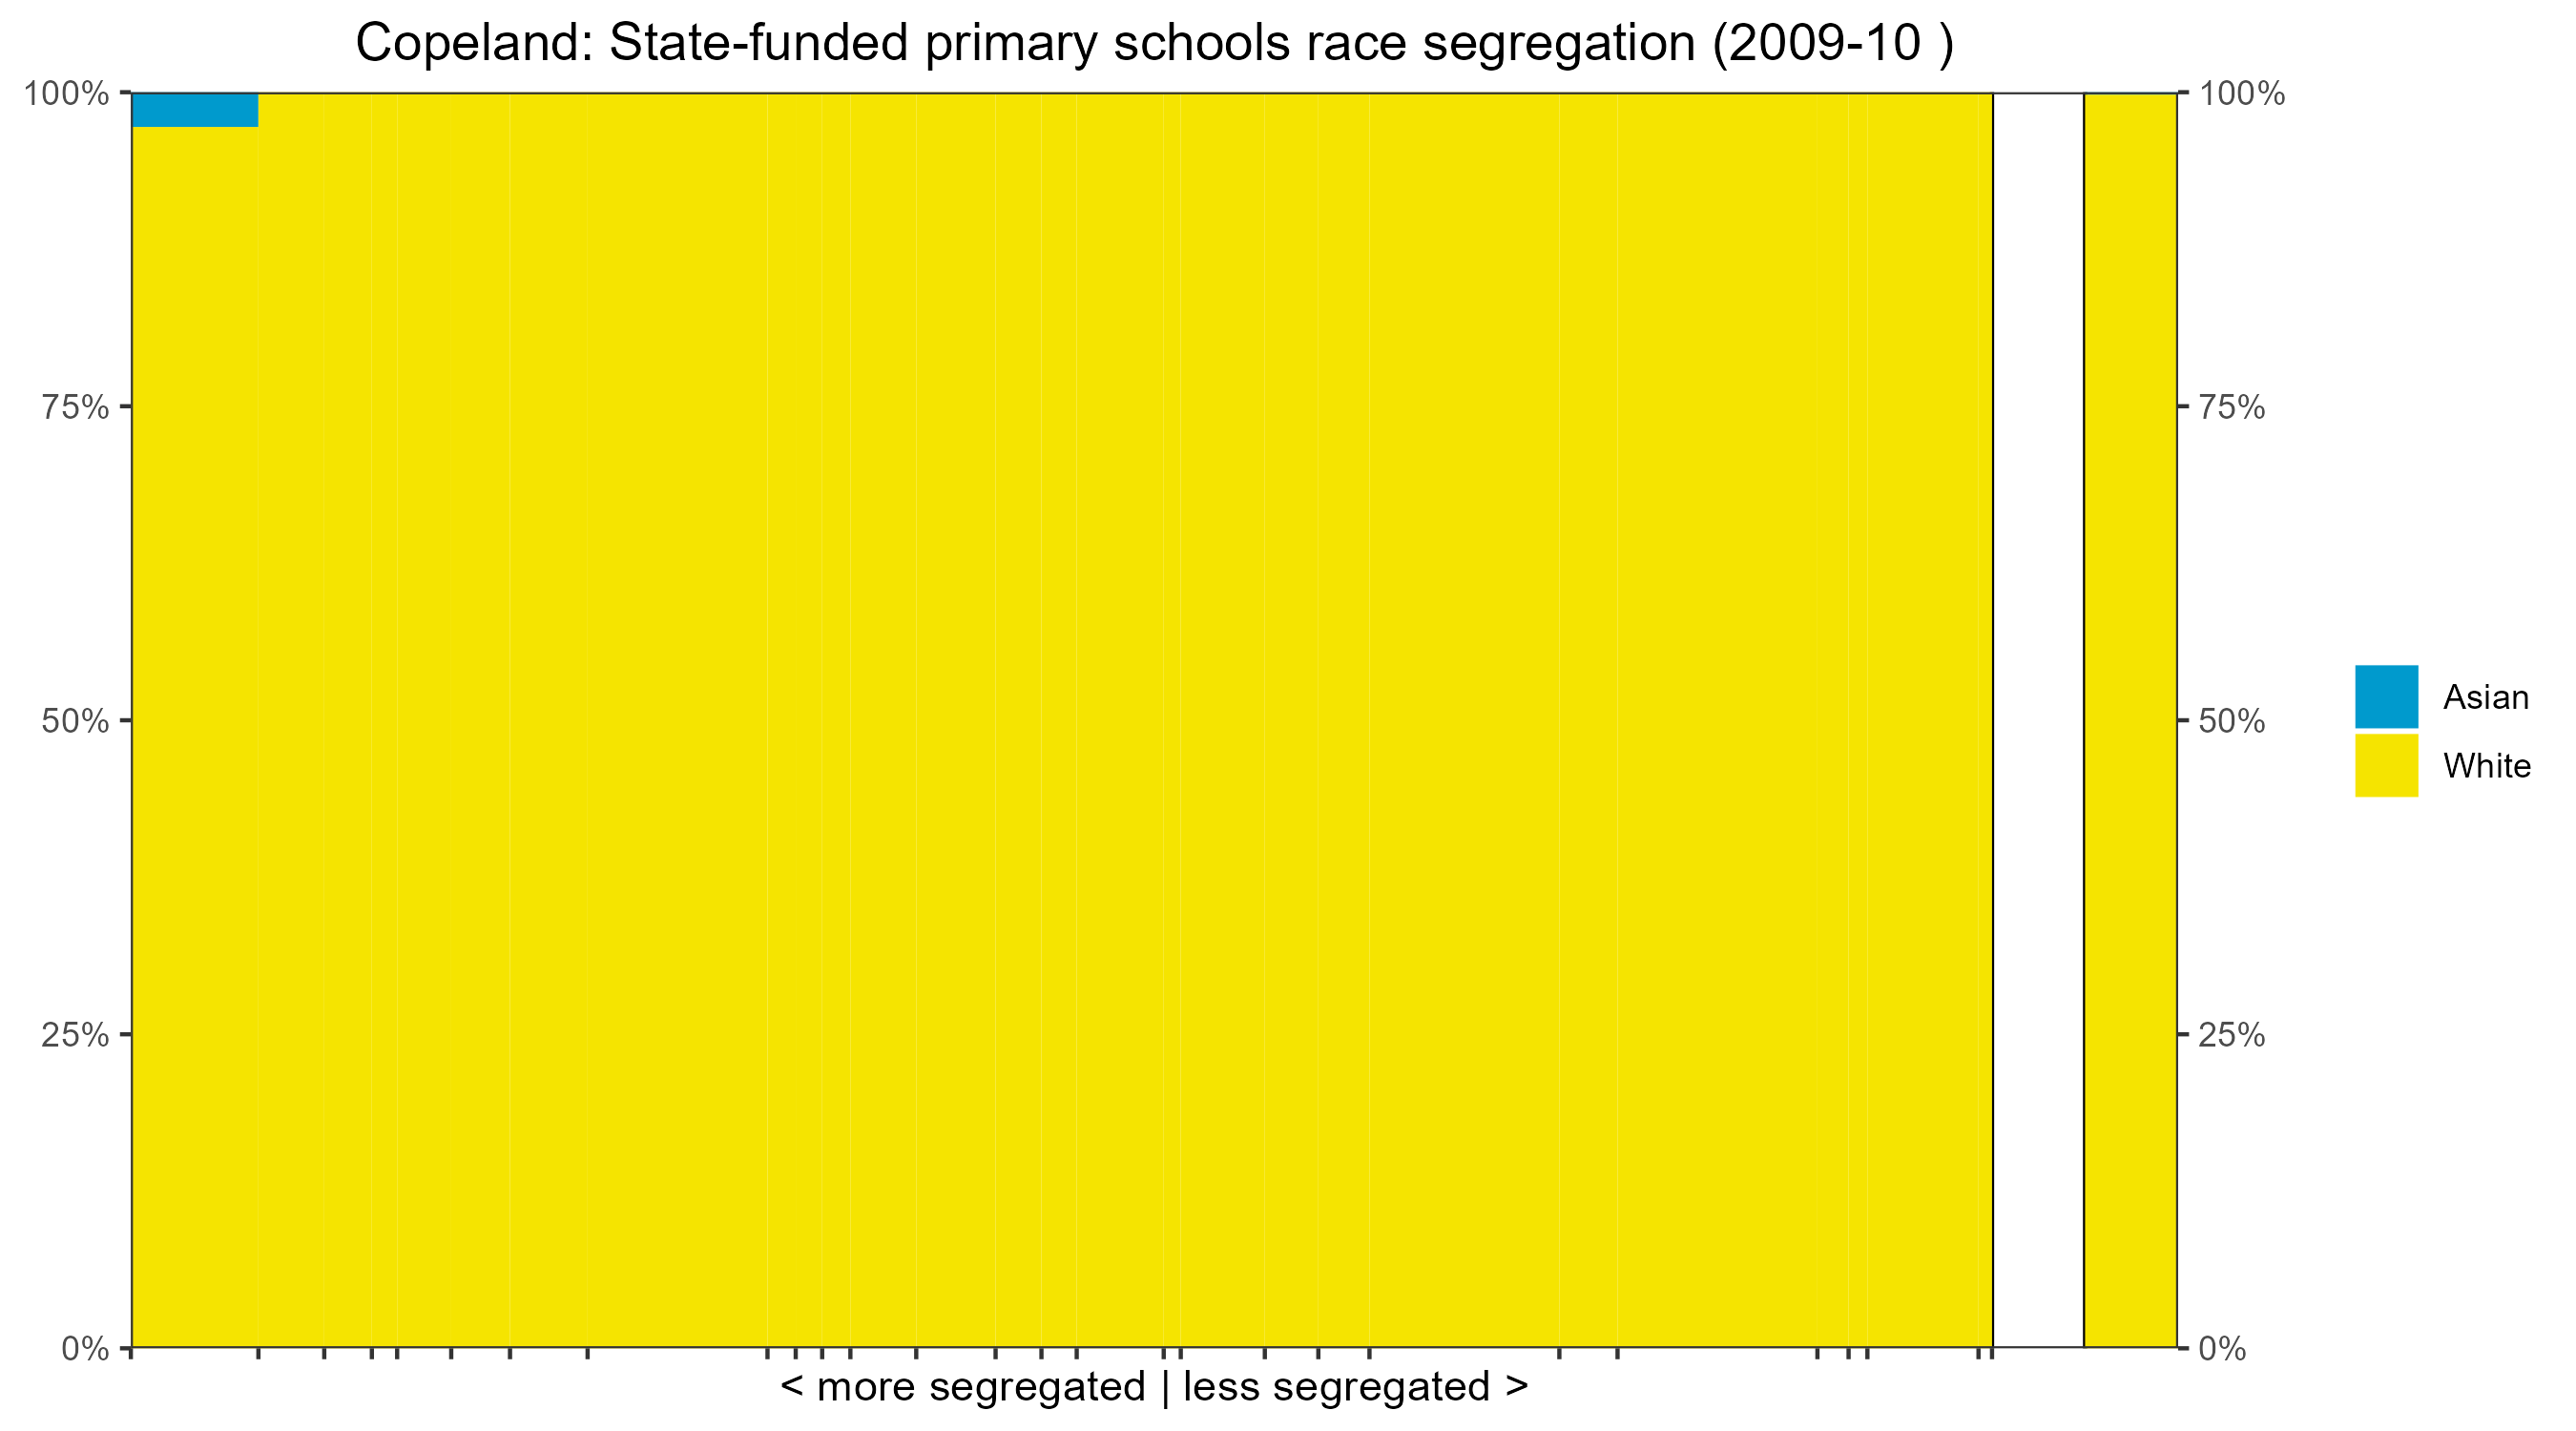 Copeland: State-funded primary schools race segregation (2009-10 )
100%
75%
50%
25%
0%
100%
75%
50%
25%
0%
< more segregated | less segregated >
Asian
White